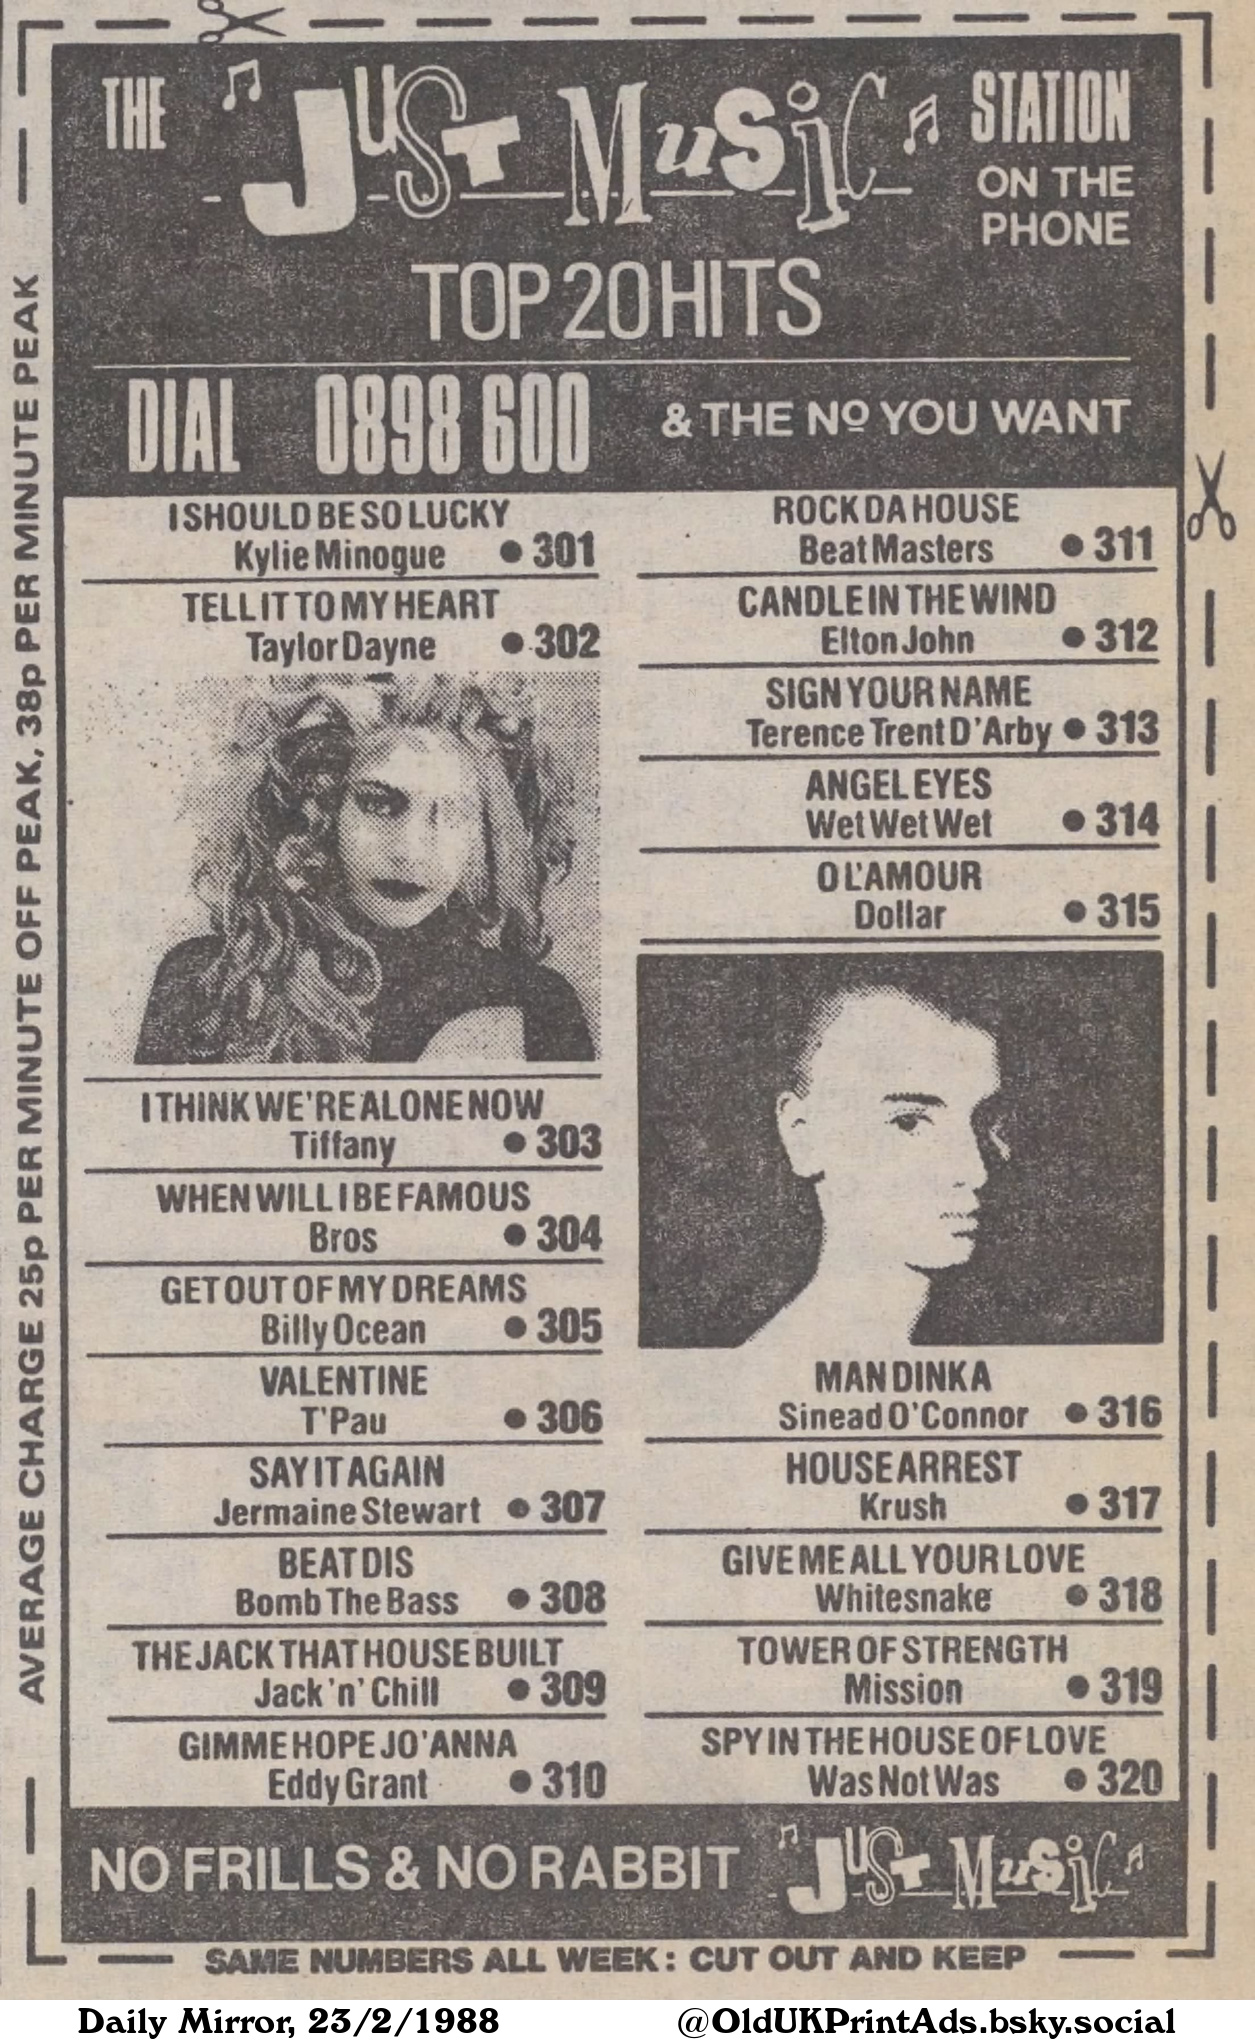 THE JUST MUSIC STATION
ON THE
PHONE
TOP 20 HITS
DIAL 0898 600 & THE Nº YOU WANT
I SHOULD BE SO LUCKY
Kylie Minogue ● 301
TELL IT TO MY HEART
Taylor Dayne ● 302
I THINK WE'RE ALONE NOW
Tiffany ● 303
WHEN WILL I BE FAMOUS
Bros ● 304
GET OUT OF MY DREAMS
Billy Ocean ● 305
VALENTINE
T'Pau ● 306
SAY IT AGAIN
Jermaine Stewart ● 307
BEAT DIS
Bomb The Bass ● 308
THE JACK THAT HOUSE BUILT
Jack 'n' Chill ● 309
GIMME HOPE JO'ANNA
Eddy Grant ● 310
ROCK DA HOUSE
Beat Masters ● 311
CANDLE IN THE WIND
Elton John ● 312
SIGN YOUR NAME
Terence Trent D'Arby ● 313
ANGEL EYES
Wet Wet Wet ● 314
O L'AMOUR
Dollar ● 315
MANDINKA
Sinead O'Connor ● 316
HOUSE ARREST
Krush ● 317
GIVE ME ALL YOUR LOVE
Whitesnake ● 318
TOWER OF STRENGTH
Mission ● 319
SPY IN THE HOUSE OF LOVE
Was Not Was ● 320
NO FRILLS & NO RABBIT JUST MUSIC
SAME NUMBERS ALL WEEK: CUT OUT AND KEEP
AVERAGE CHARGE 25p PER MINUTE OFF PEAK, 38p PER MINUTE PEAK
Daily Mirror, 23/2/1988 @OldUKPrintAds.bsky.social